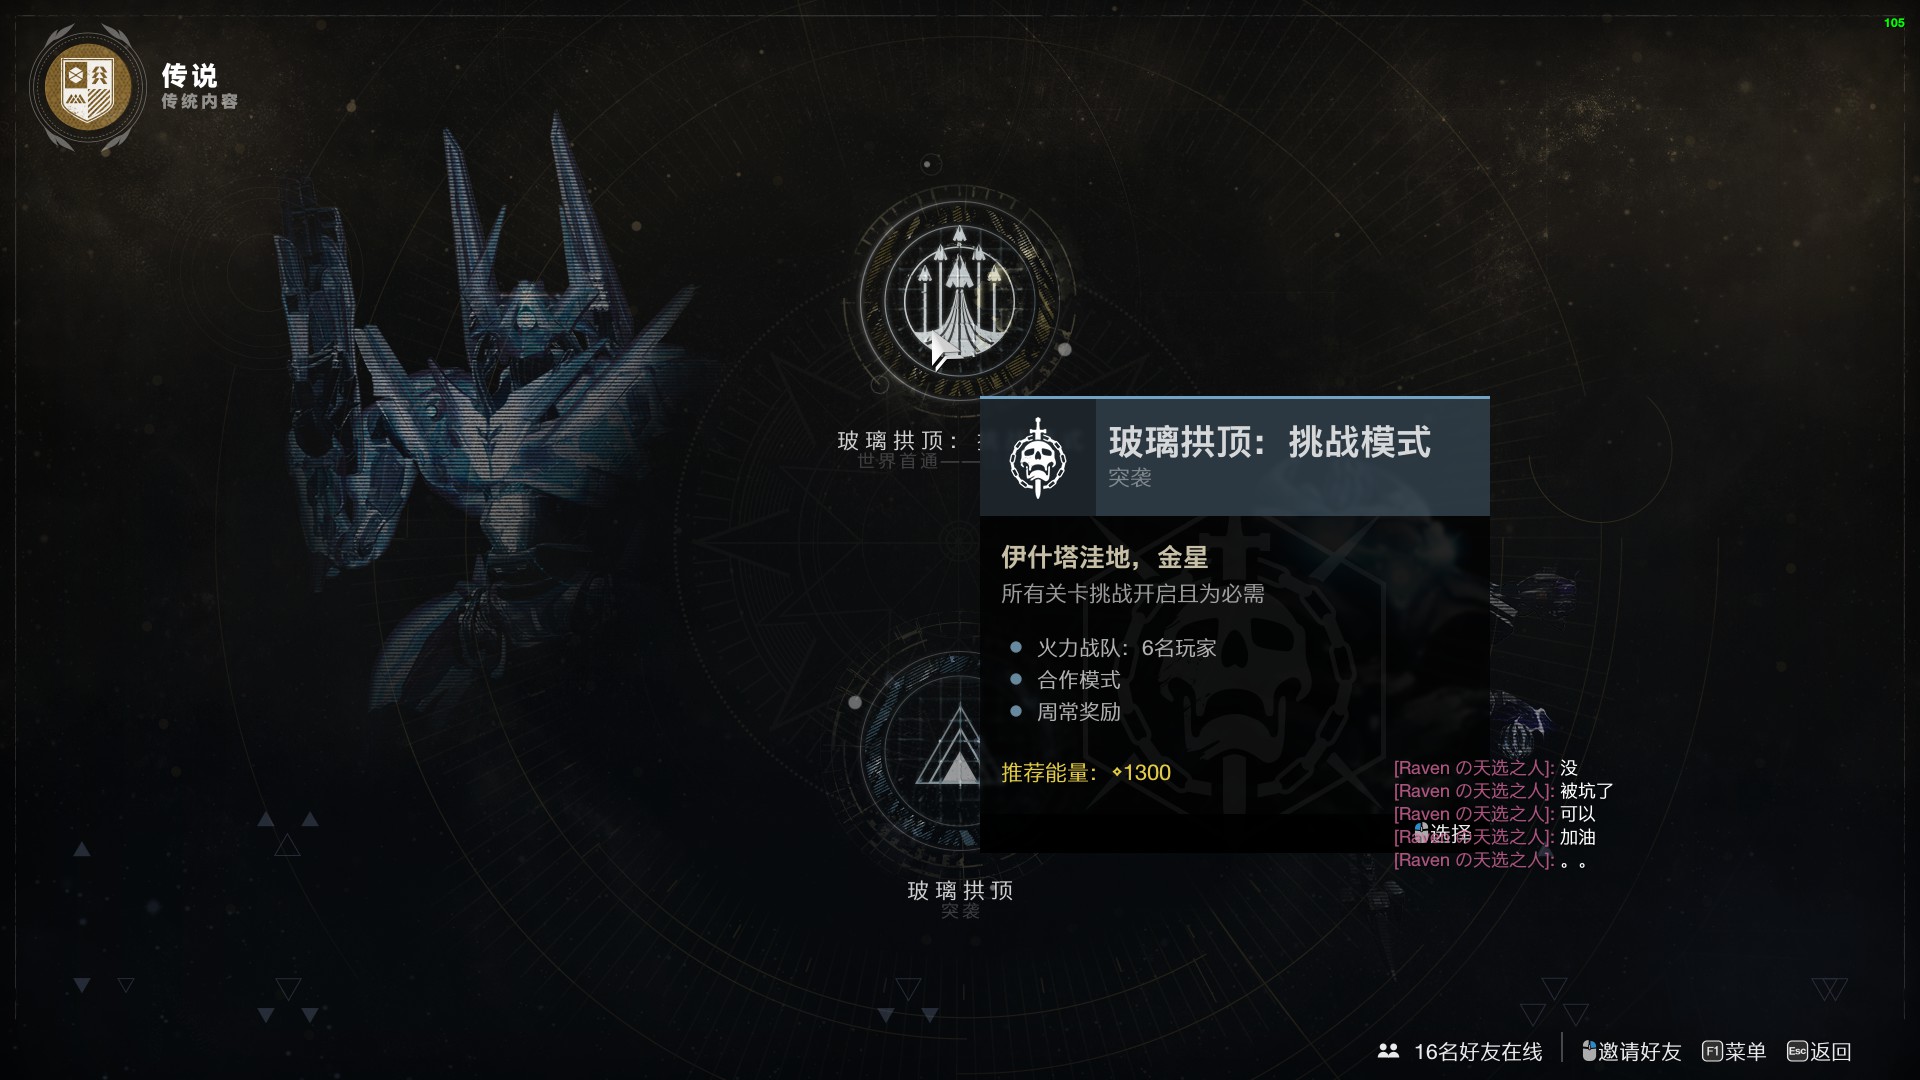 105
传说
传统内容
玻璃拱顶：
世界首通——
玻璃拱顶：挑战模式
突袭
伊什塔洼地，金星
所有关卡挑战开启且为必需
火力战队：6名玩家
合作模式
周常奖励
推荐能量：1300
[Raven の天选之人]: 没
[Raven の天选之人]: 被坑了
[Raven の天选之人]: 可以
选择
[Raven の天选之人]: 加油
[Raven の天选之人]: 。。
玻璃拱顶
突袭
16名好友在线
邀请好友
F1 菜单
Esc 返回